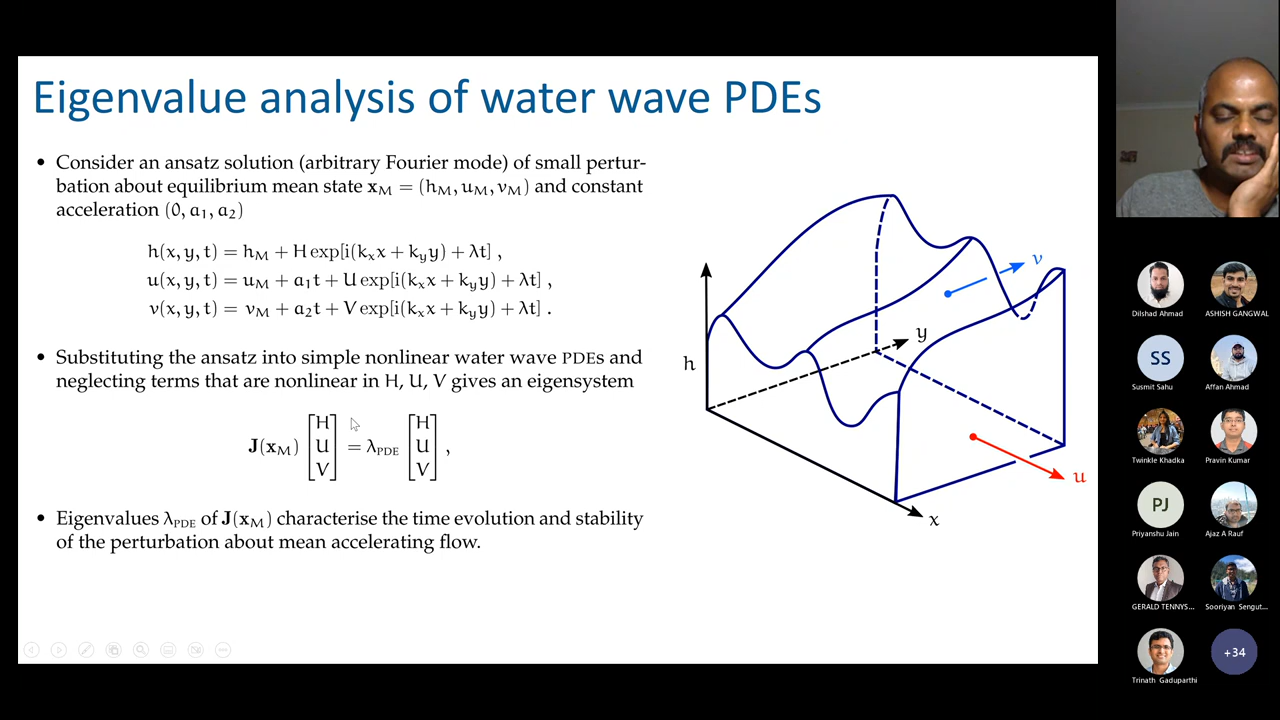 Eigenvalue analysis of water wave PDEs
• Consider an ansatz solution (arbitrary Fourier mode) of small pertur-
bation about equilibrium mean state x_M = (h_M, u_M, v_M) and constant
acceleration (0, a₁, a₂)
h(x, y, t) = h_M + H exp[i(k_x x + k_y y) + λt] ,
u(x, y, t) = u_M + a₁t + U exp[i(k_x x + k_y y) + λt] ,
v(x, y, t) = v_M + a₂t + V exp[i(k_x x + k_y y) + λt] .
• Substituting the ansatz into simple nonlinear water wave PDEs and
neglecting terms that are nonlinear in H, U, V gives an eigensystem
J(x_M) [H U V] = λ_PDE [H U V] ,
• Eigenvalues λ_PDE of J(x_M) characterise the time evolution and stability
of the perturbation about mean accelerating flow.
h
y
v
u
x
Dilshad Ahmad
ASHISH GANGWAL
SS
Susmit Sahu
Affan Ahmad
Twinkle Khadka
Pravin Kumar
PJ
Priyanshu Jain
Ajaz A Rauf
GERALD TENNYS...
Sooriyan Sengut...
Trinath Gaduparthi
+34